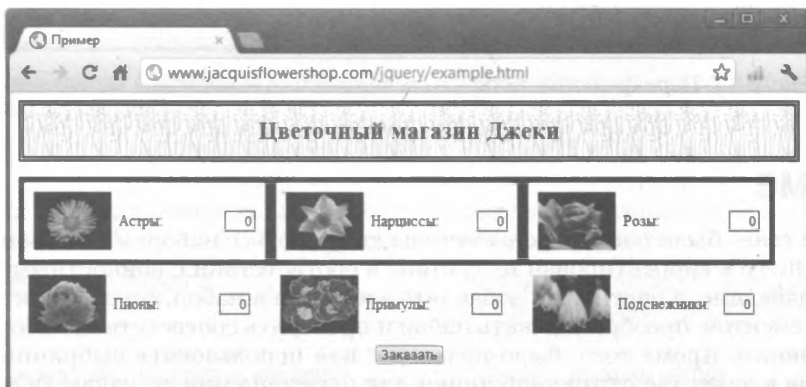 Пример
www.jacquisflowershop.com/jquery/example.html
Цветочный магазин Джеки
Астры: 0 Нарциссы: 0 Розы: 0
Пионы: 0 Примулы: 0 Подснежники: 0
Заказать